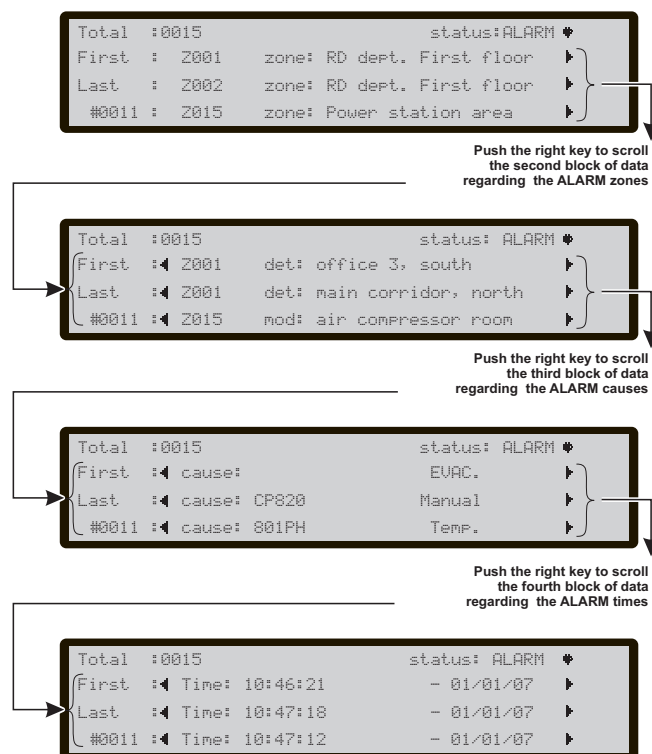 Total :0015 status:ALARM
First : Z001 zone: RD dept. First floor
Last : Z002 zone: RD dept. First floor
#0011 : Z015 zone: Power station area
Push the right key to scroll
the second block of data
regarding the ALARM zones
Total :0015 status: ALARM
First : Z001 det: office 3, south
Last : Z001 det: main corridor, north
#0011 : Z015 mod: air compressor room
Push the right key to scroll
the third block of data
regarding the ALARM causes
Total :0015 status: ALARM
First : cause: EVAC.
Last : cause: CP820 Manual
#0011 : cause: 801PH Temp.
Push the right key to scroll
the fourth block of data
regarding the ALARM times
Total :0015 status: ALARM
First : Time: 10:46:21 - 01/01/07
Last : Time: 10:47:18 - 01/01/07
#0011 : Time: 10:47:12 - 01/01/07